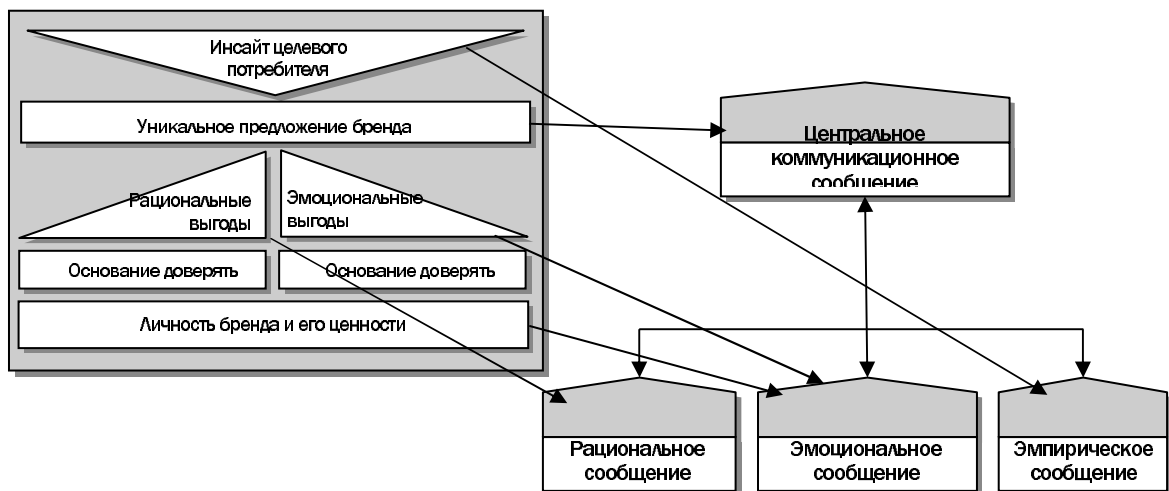 Инсайт целевого
потребителя
Уникальное предложение бренда
Рациональные
выгоды
Эмоциональные
выгоды
Основание доверять
Основание доверять
Личность бренда и его ценности
Центральное
коммуникационное
сообщение
Рациональное
сообщение
Эмоциональное
сообщение
Эмпирическое
сообщение